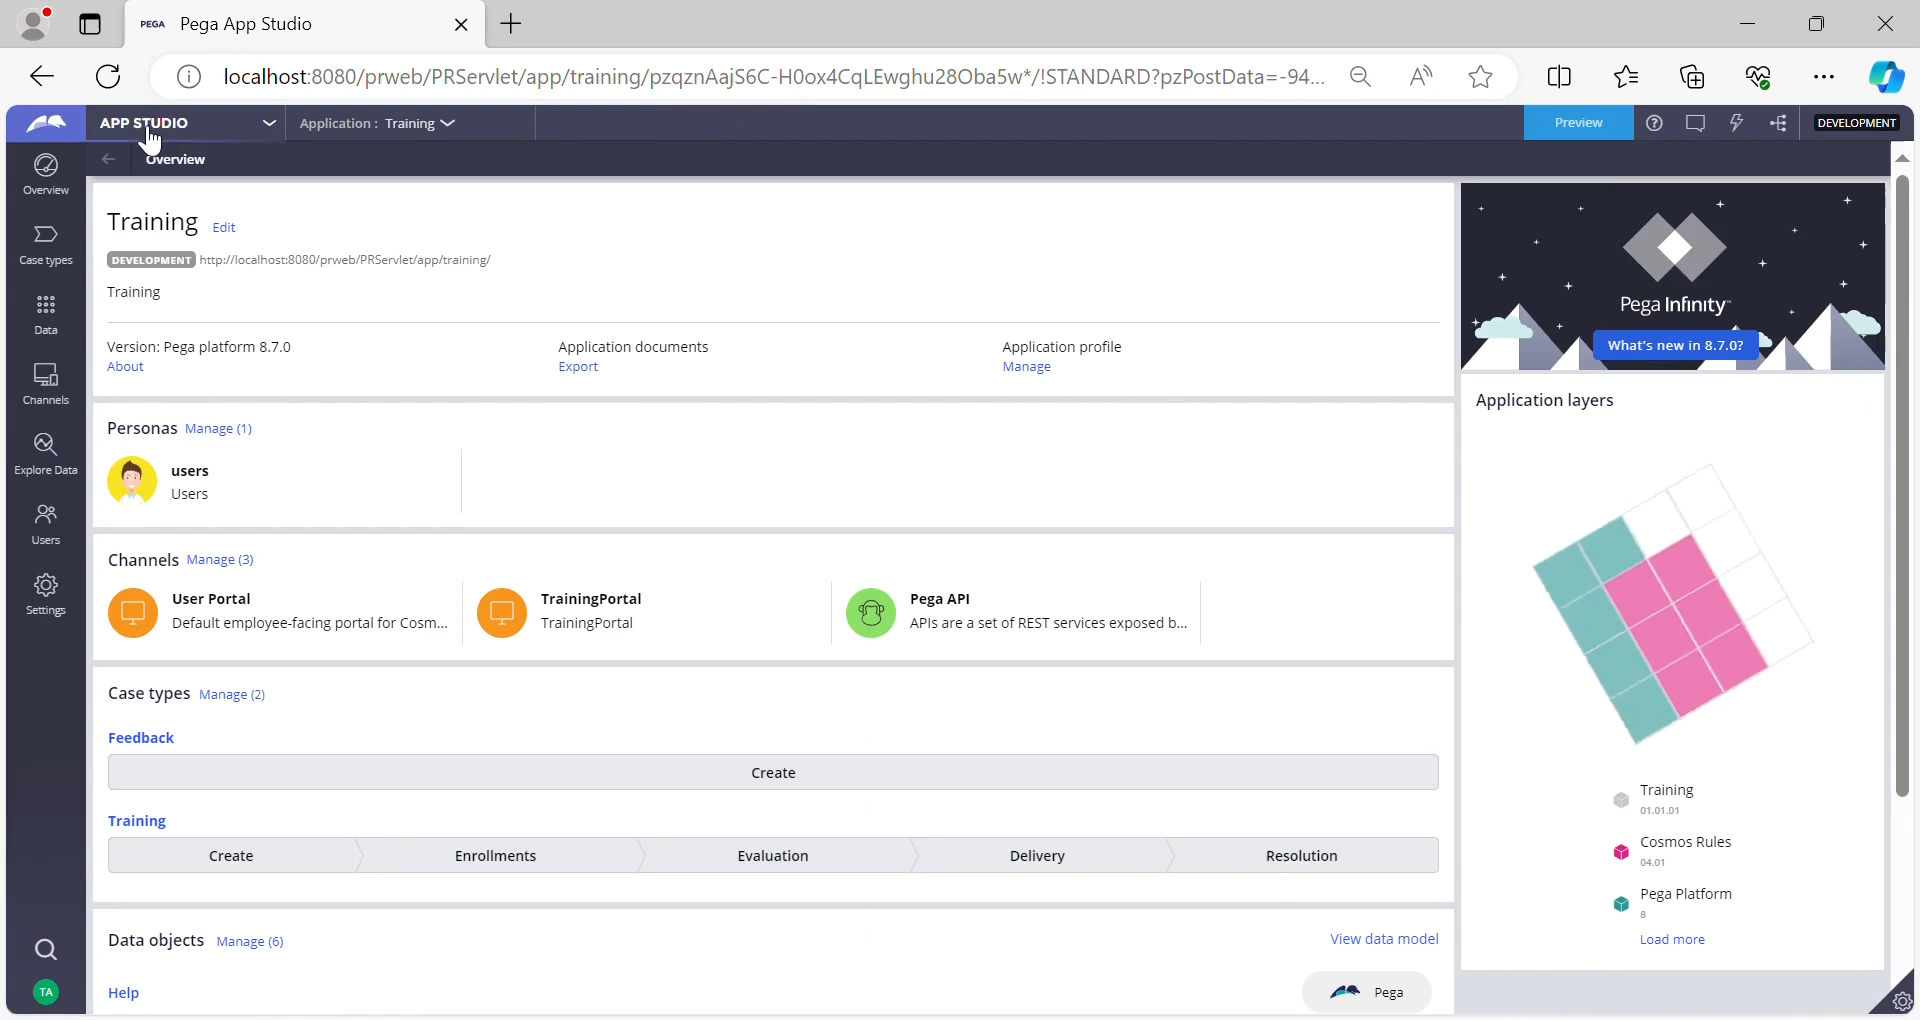 PEGA Pega App Studio
localhost:8080/prweb/PRServlet/app/training/pzqznAajS6C-H0ox4CqLEwghu28Oba5w*/!STANDARD?pzPostData=-94...
APP STUDIO
Application : Training
Preview
DEVELOPMENT
Overview
Overview
Case types
Data
Channels
Explore Data
Users
Settings
TA
Training Edit
DEVELOPMENT http://localhost:8080/prweb/PRServlet/app/training/
Training
Version: Pega platform 8.7.0
About
Application documents
Export
Application profile
Manage
Personas Manage (1)
users
Users
Channels Manage (3)
User Portal
Default employee-facing portal for Cosm...
TrainingPortal
TrainingPortal
Pega API
APIs are a set of REST services exposed b...
Case types Manage (2)
Feedback
Create
Training
Create Enrollments Evaluation Delivery Resolution
Data objects Manage (6)
View data model
Help
Pega
Pega Infinity™
What's new in 8.7.0?
Application layers
Training
01.01.01
Cosmos Rules
04.01
Pega Platform
8
Load more